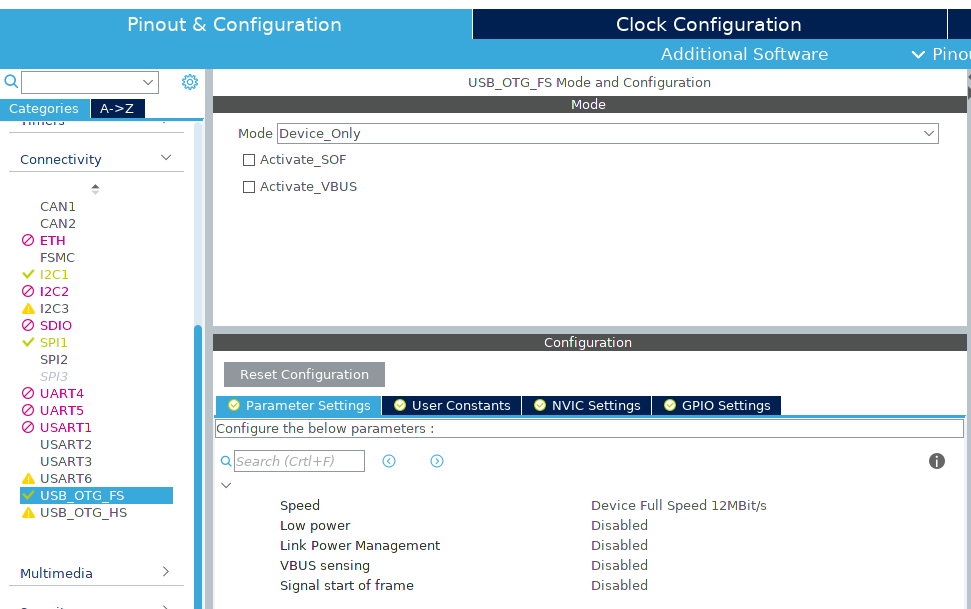 Pinout & Configuration
Clock Configuration
Additional Software
Pinou
Categories
A->Z
Timers
Connectivity
CAN1
CAN2
ETH
FSMC
I2C1
I2C2
I2C3
SDIO
SPI1
SPI2
SPI3
UART4
UART5
USART1
USART2
USART3
USART6
USB_OTG_FS
USB_OTG_HS
Multimedia
USB_OTG_FS Mode and Configuration
Mode
Mode Device_Only
Activate_SOF
Activate_VBUS
Configuration
Reset Configuration
Parameter Settings
User Constants
NVIC Settings
GPIO Settings
Configure the below parameters :
Search (Crtl+F)
Speed Device Full Speed 12MBit/s
Low power Disabled
Link Power Management Disabled
VBUS sensing Disabled
Signal start of frame Disabled